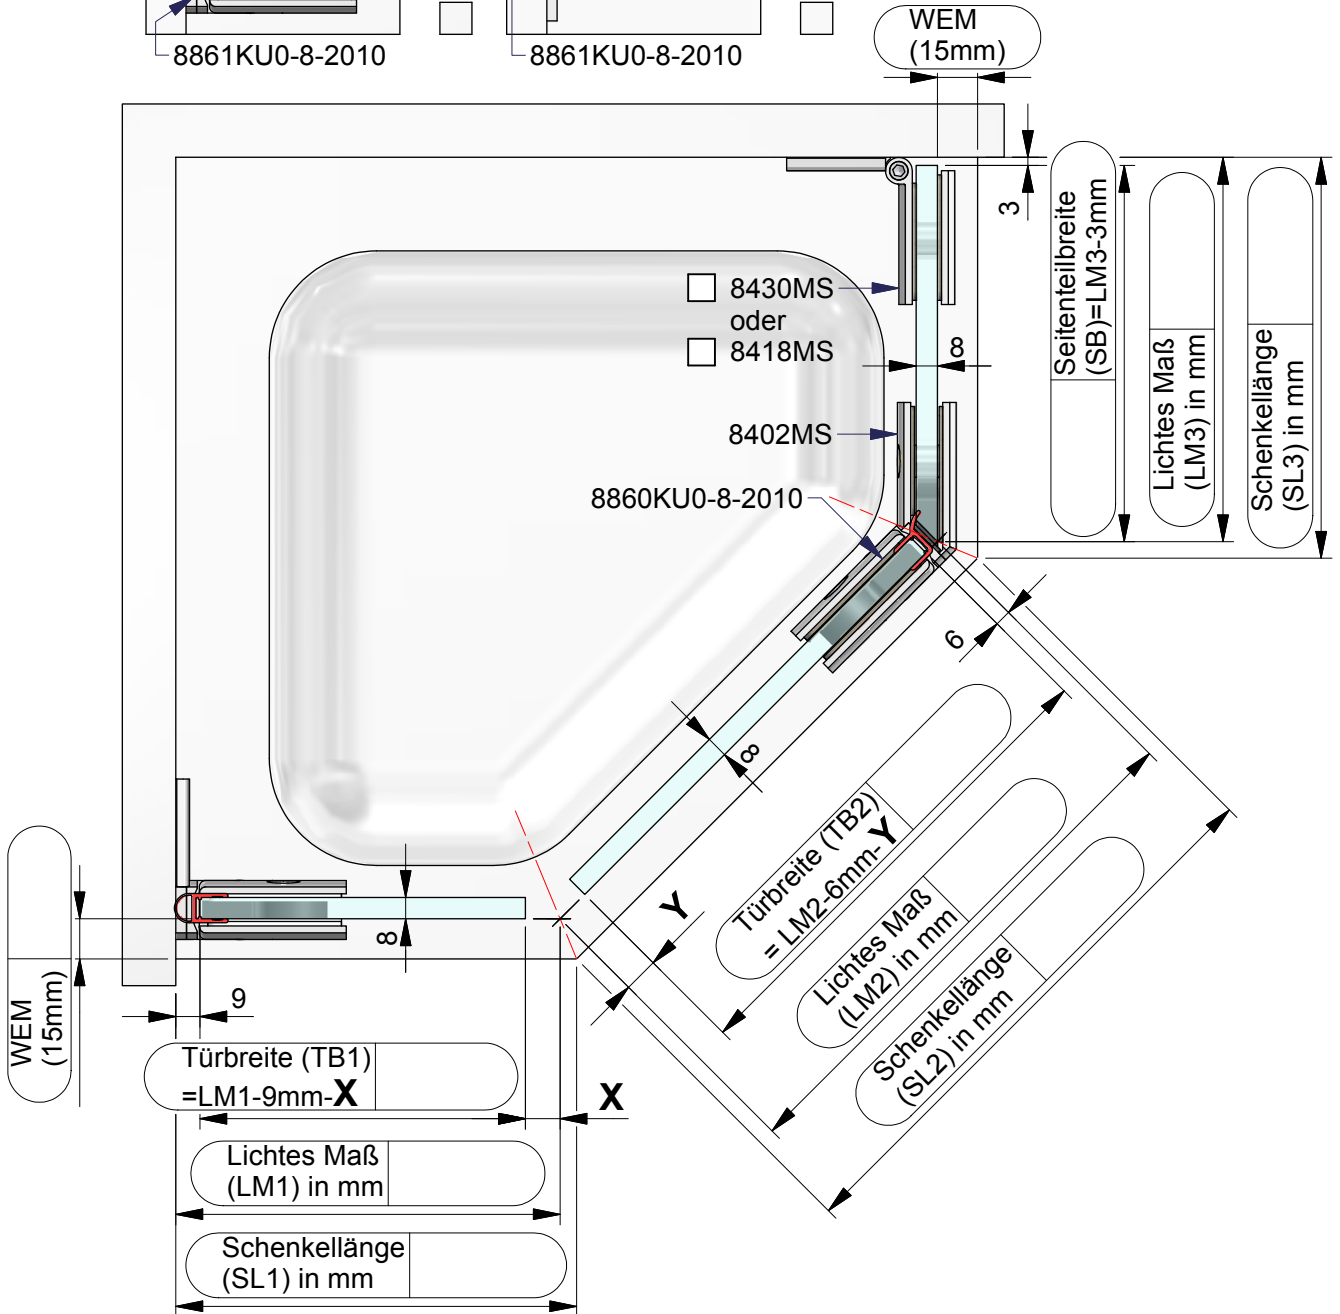 8861KU0-8-2010
8861KU0-8-2010
WEM
(15mm)
3
Seitenteilbreite
(SB)=LM3-3mm
Lichtes Maß
(LM3) in mm
Schenkellänge
(SL3) in mm
8430MS
oder
8418MS
8
8402MS
8860KU0-8-2010
6
8
Türbreite (TB2)
= LM2-6mm-Y
Lichtes Maß
(LM2) in mm
Schenkellänge
(SL2) in mm
Y
8
WEM
(15mm)
9
Türbreite (TB1)
=LM1-9mm-X
X
Lichtes Maß
(LM1) in mm
Schenkellänge
(SL1) in mm